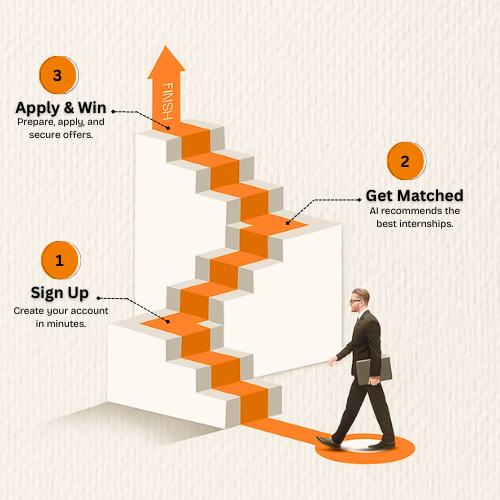 3
Apply & Win
Prepare, apply, and
secure offers.
FINISH
2
Get Matched
AI recommends the
best internships.
1
Sign Up
Create your account
in minutes.